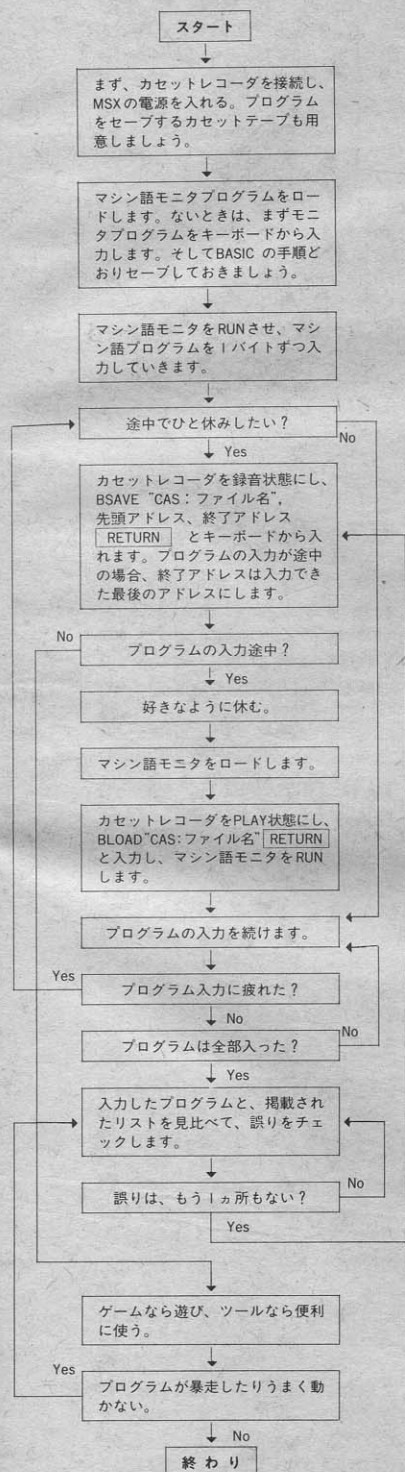 スタート
まず、カセットレコーダを接続し、
MSXの電源を入れる。プログラム
をセーブするカセットテープも用
意しましょう。
マシン語モニタプログラムをロー
ドします。ないときは、まずモニ
タプログラムをキーボードから入
力します。そしてBASIC の手順ど
おりセーブしておきましょう。
マシン語モニタをRUNさせ、マシ
ン語プログラムを1バイトずつ入
力していきます。
途中でひと休みしたい?
No
Yes
カセットレコーダを録音状態にし、
BSAVE "CAS:ファイル名",
先頭アドレス、終了アドレス
RETURN とキーボードから入
れます。プログラムの入力が途中
の場合、終了アドレスは入力でき
た最後のアドレスにします。
No
プログラムの入力途中?
Yes
好きなように休む。
マシン語モニタをロードします。
カセットレコーダをPLAY状態にし、
BLOAD"CAS:ファイル名" RETURN
と入力し、マシン語モニタをRUN
します。
プログラムの入力を続けます。
Yes
プログラム入力に疲れた?
No
プログラムは全部入った?
No
Yes
入力したプログラムと、掲載され
たリストを見比べて、誤りをチェ
ックします。
誤りは、もう1ヵ所もない?
No
Yes
ゲームなら遊び、ツールなら便利
に使う。
Yes
プログラムが暴走したりうまく動
かない。
No
終わり